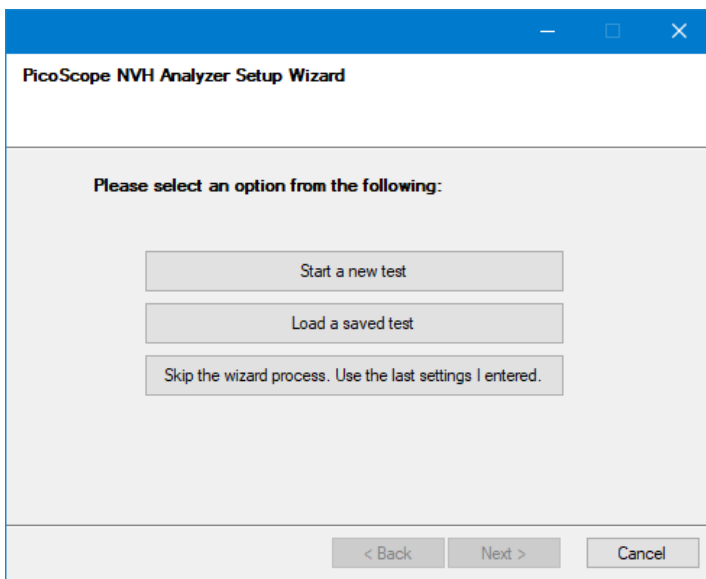 PicoScope NVH Analyzer Setup Wizard
Please select an option from the following:
Start a new test
Load a saved test
Skip the wizard process. Use the last settings I entered.
< Back
Next >
Cancel